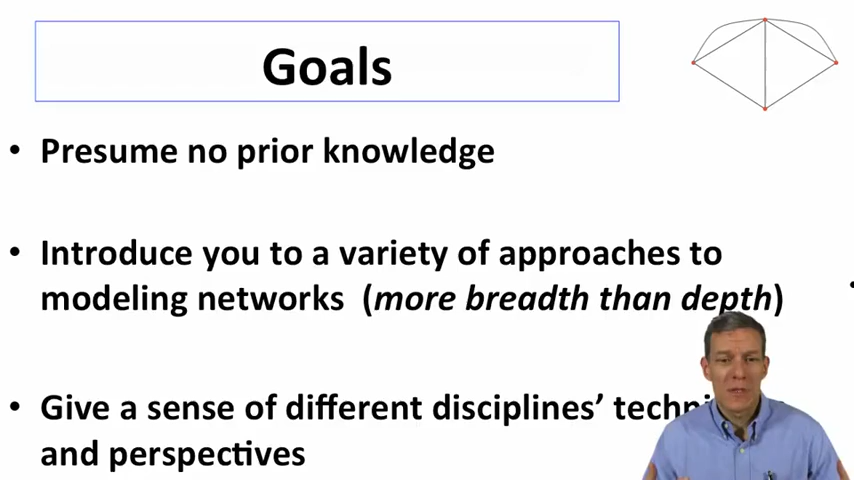 Goals
• Presume no prior knowledge
• Introduce you to a variety of approaches to
modeling networks (more breadth than depth)
• Give a sense of different disciplines’
and perspectives